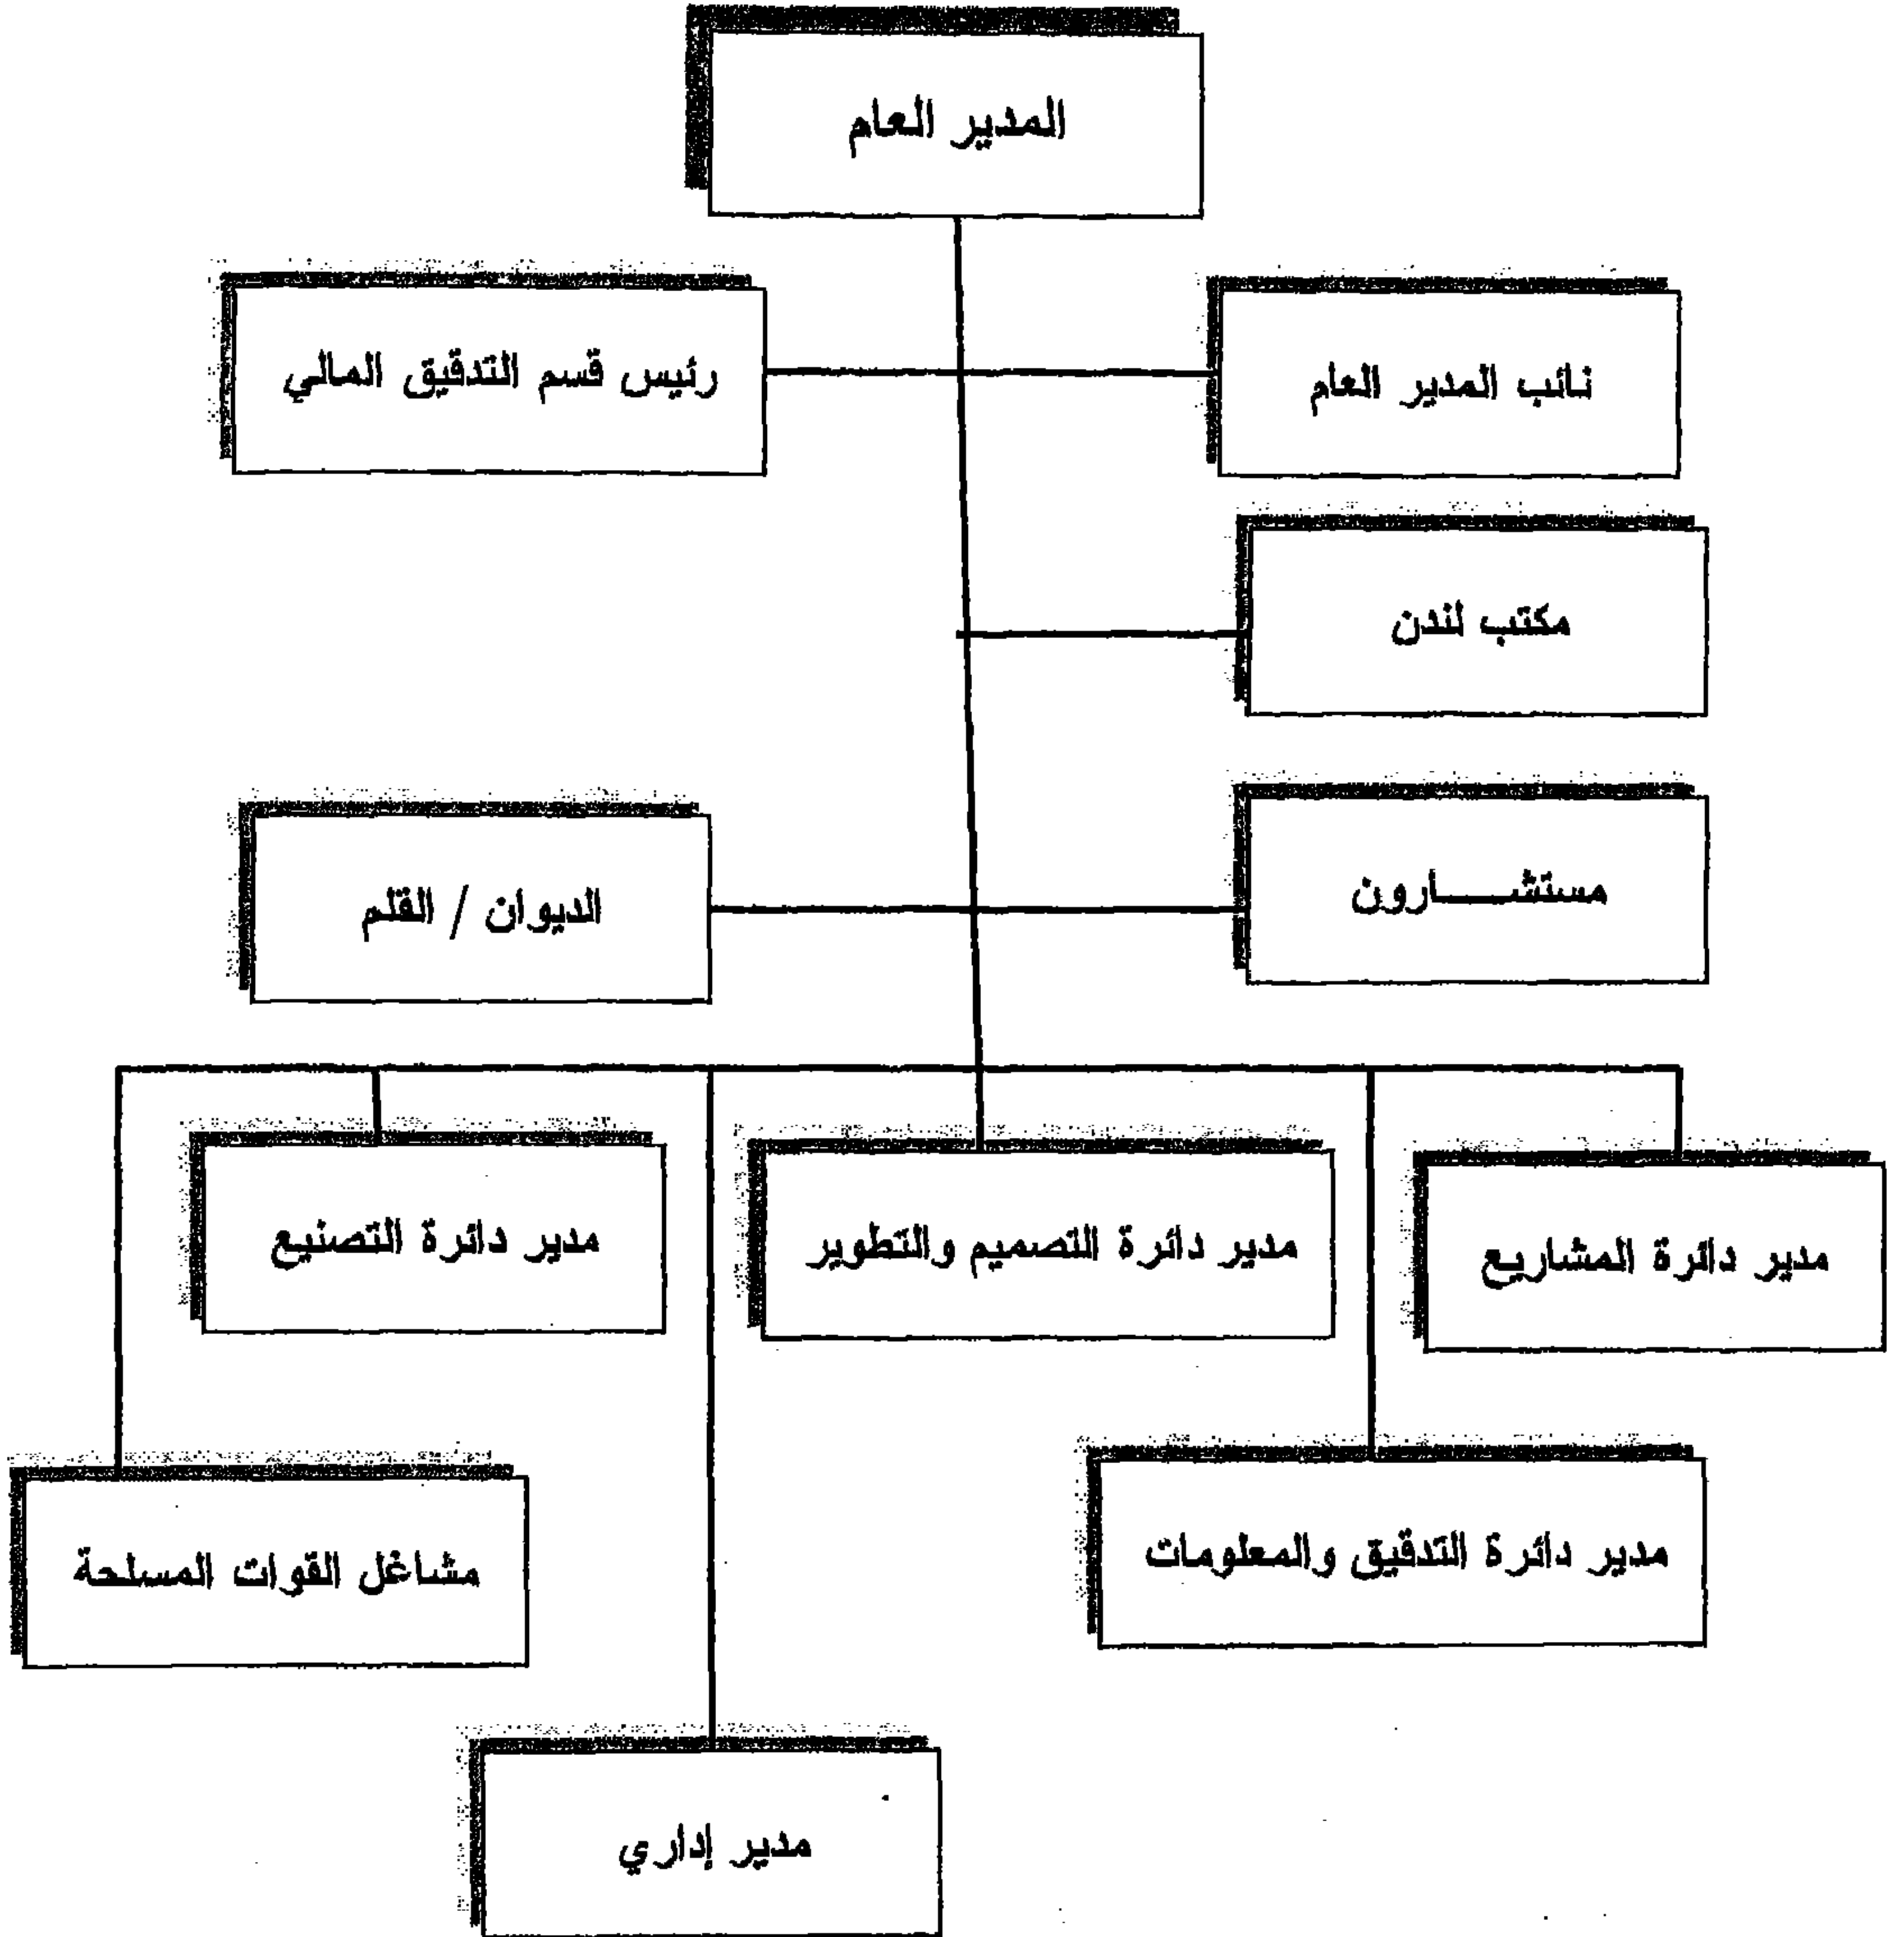 المدير العام
نائب المدير العام
رئيس قسم التدقيق المالي
مكتب لندن
مستشـــــارون
الديوان / القلم
مدير دائرة المشاريع
مدير دائرة التصميم والتطوير
مدير دائرة التصنيع
مدير دائرة التدقيق والمعلومات
مشاغل القوات المسلحة
مدير إداري